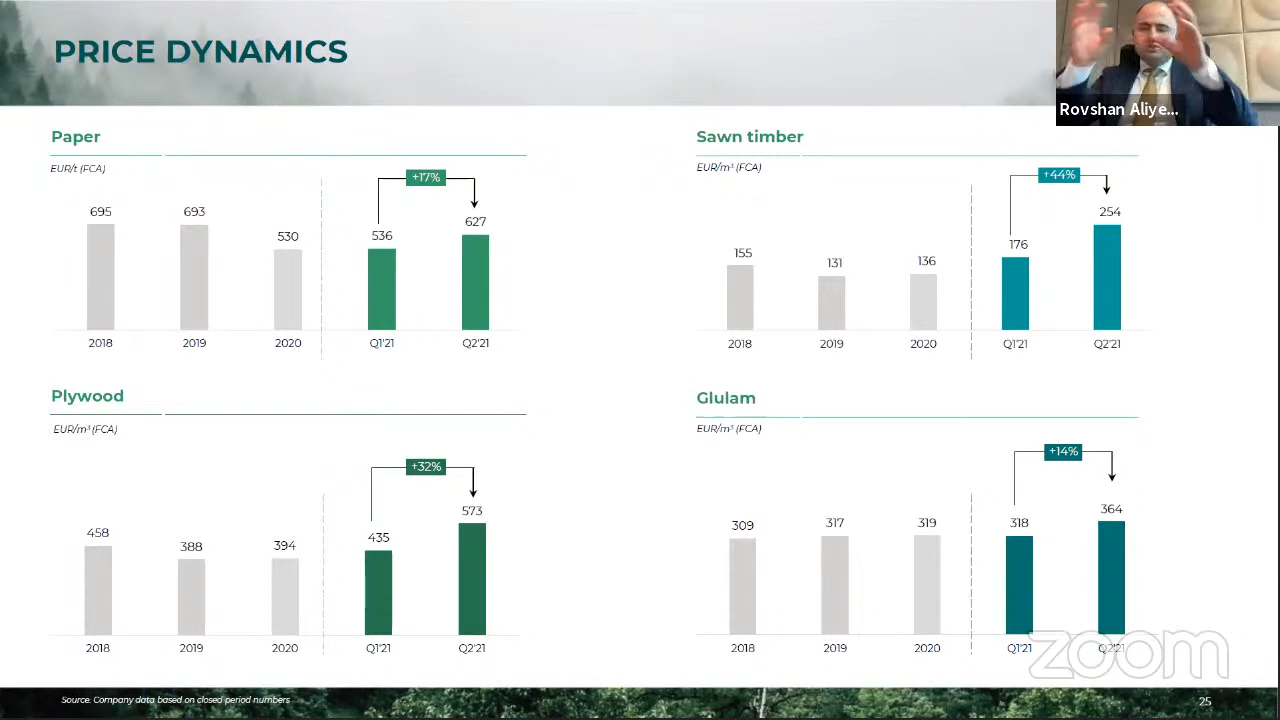 PRICE DYNAMICS
Rovshan Aliye...
Paper
EUR/t (FCA)
+17%
695
693
530
536
627
2018
2019
2020
Q1'21
Q2'21
Sawn timber
EUR/m³ (FCA)
+44%
155
131
136
176
254
2018
2019
2020
Q1'21
Q2'21
Plywood
EUR/m³ (FCA)
+32%
458
388
394
435
573
2018
2019
2020
Q1'21
Q2'21
Glulam
EUR/m³ (FCA)
+14%
309
317
319
318
364
2018
2019
2020
Q1'21
Q2'21
zoom
Source: Company data based on closed period numbers
25